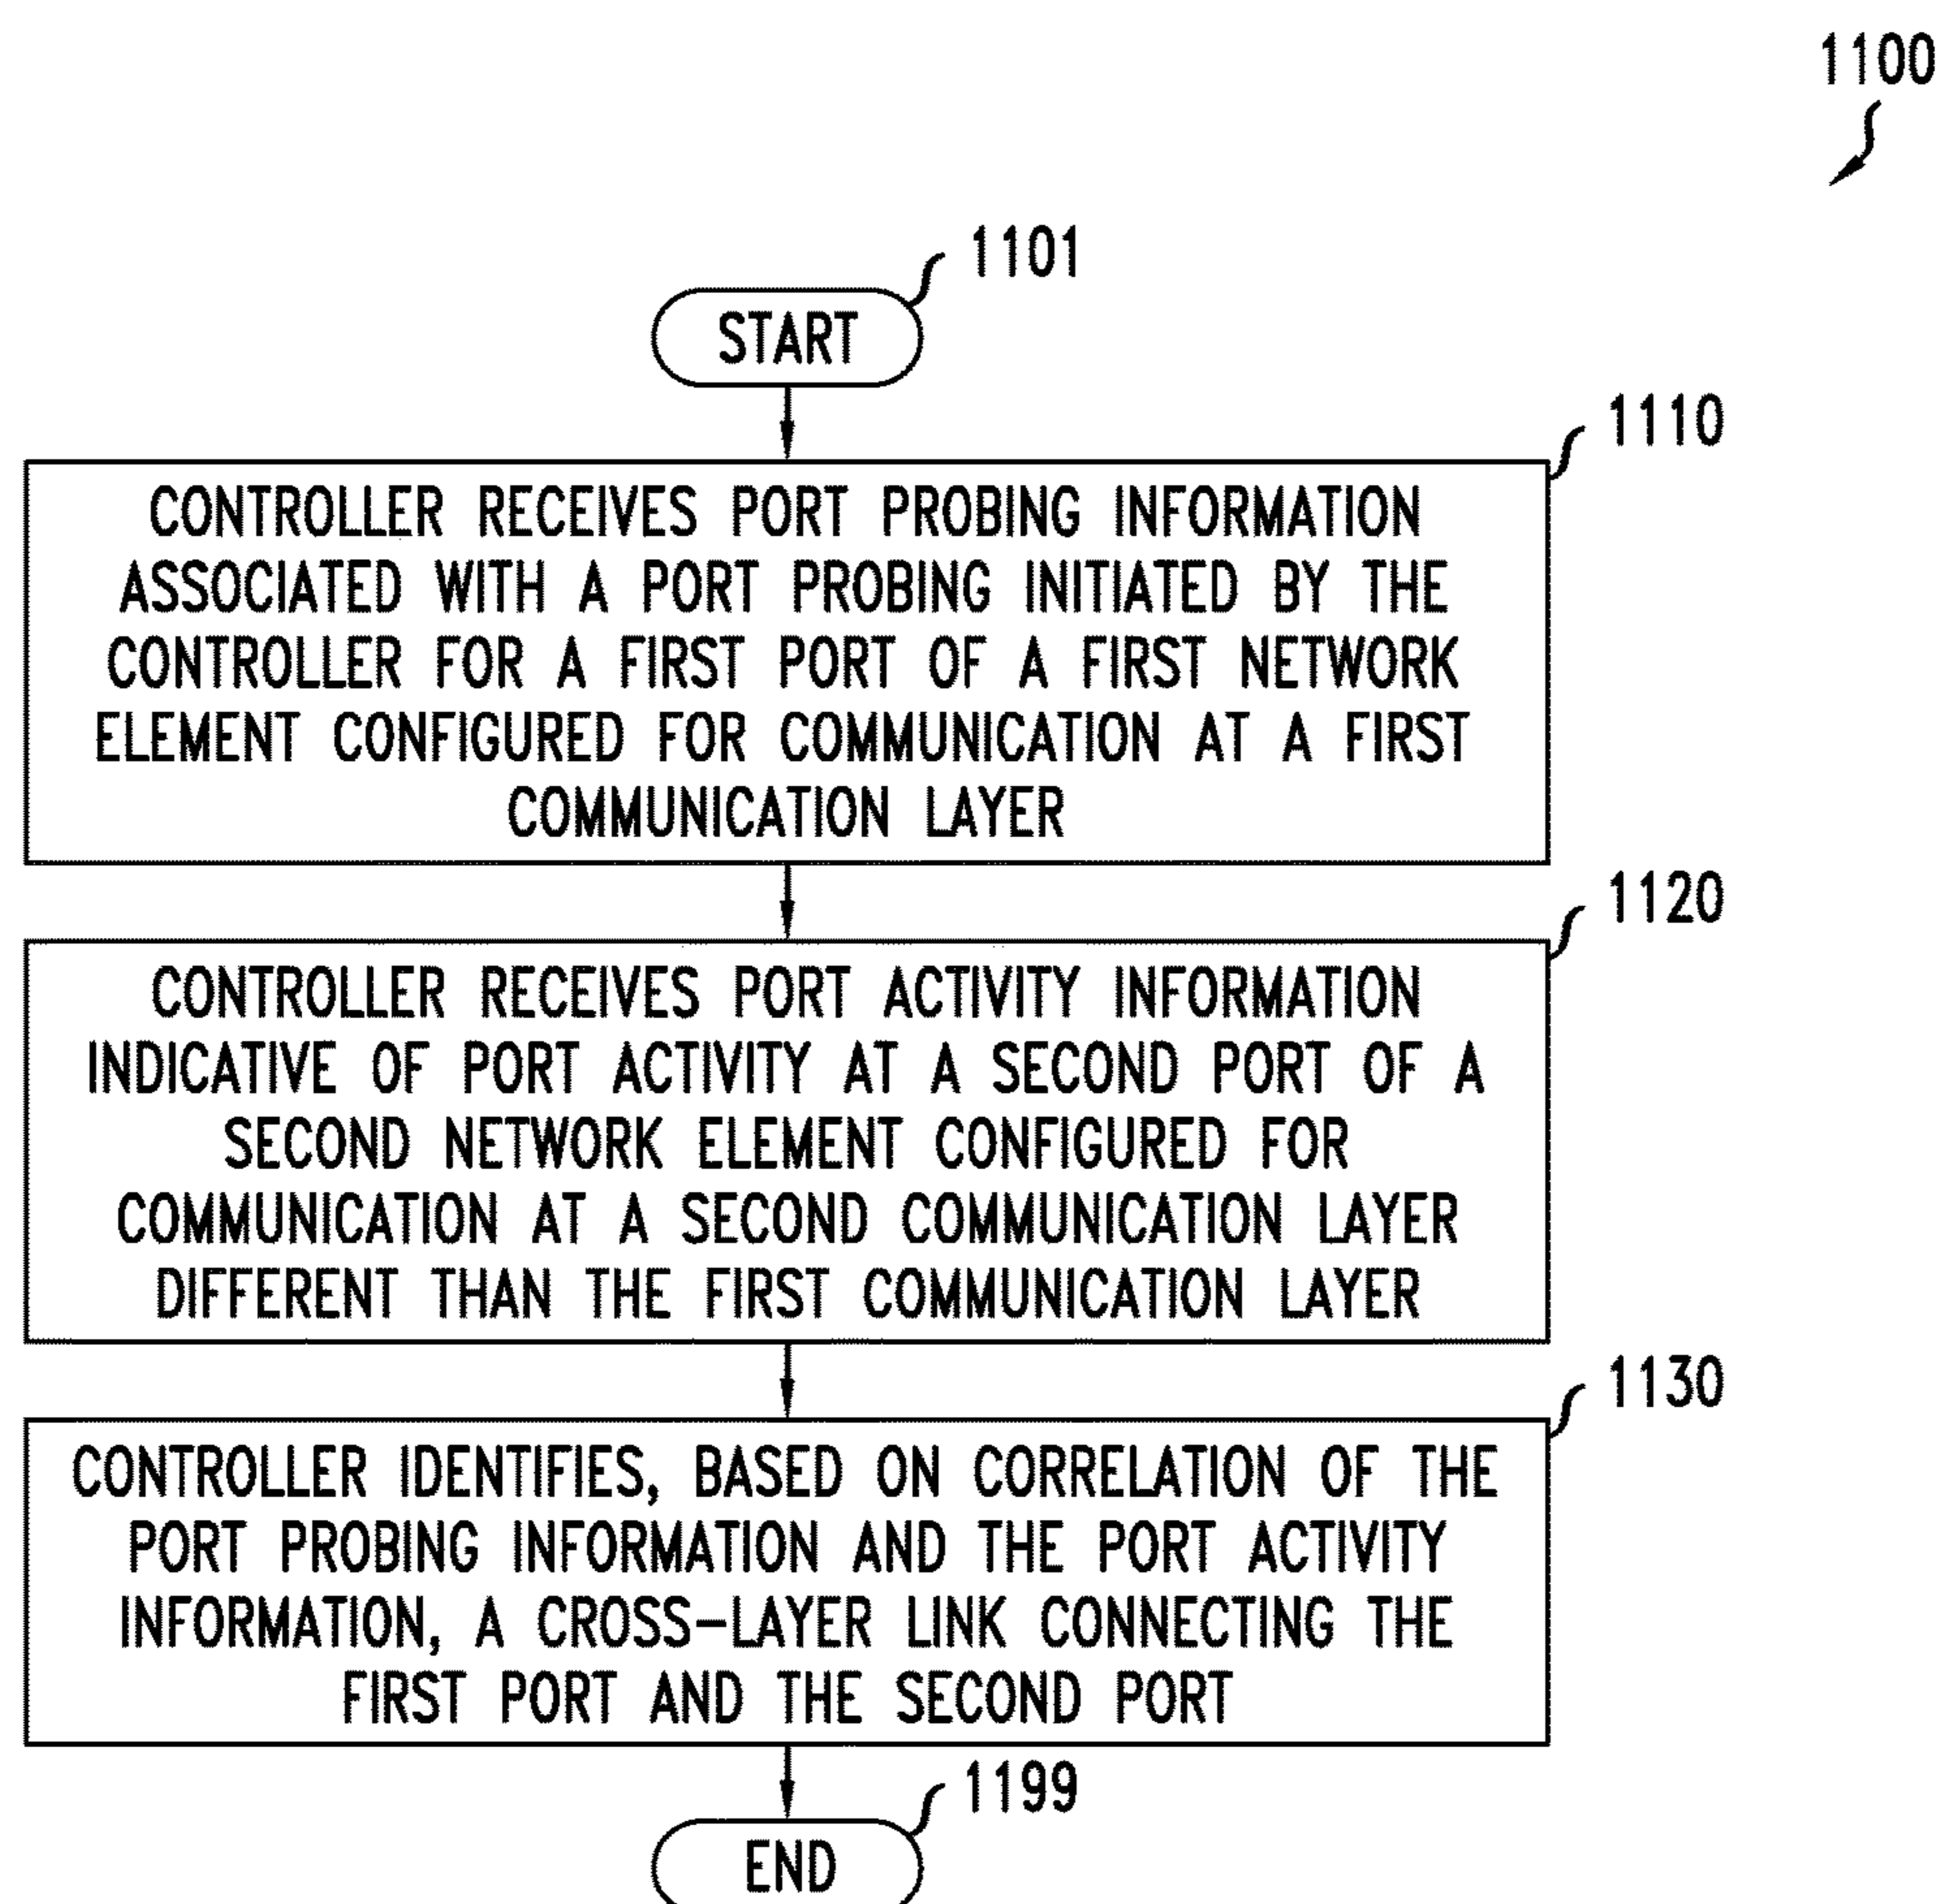 1100
1101
START
1110
CONTROLLER RECEIVES PORT PROBING INFORMATION
ASSOCIATED WITH A PORT PROBING INITIATED BY THE
CONTROLLER FOR A FIRST PORT OF A FIRST NETWORK
ELEMENT CONFIGURED FOR COMMUNICATION AT A FIRST
COMMUNICATION LAYER
1120
CONTROLLER RECEIVES PORT ACTIVITY INFORMATION
INDICATIVE OF PORT ACTIVITY AT A SECOND PORT OF A
SECOND NETWORK ELEMENT CONFIGURED FOR
COMMUNICATION AT A SECOND COMMUNICATION LAYER
DIFFERENT THAN THE FIRST COMMUNICATION LAYER
1130
CONTROLLER IDENTIFIES, BASED ON CORRELATION OF THE
PORT PROBING INFORMATION AND THE PORT ACTIVITY
INFORMATION, A CROSS-LAYER LINK CONNECTING THE
FIRST PORT AND THE SECOND PORT
1199
END